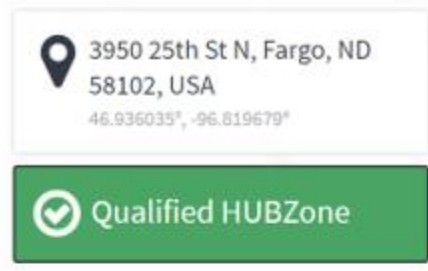 3950 25th St N, Fargo, ND
58102, USA
46.936035°, -96.819679°
Qualified HUBZone